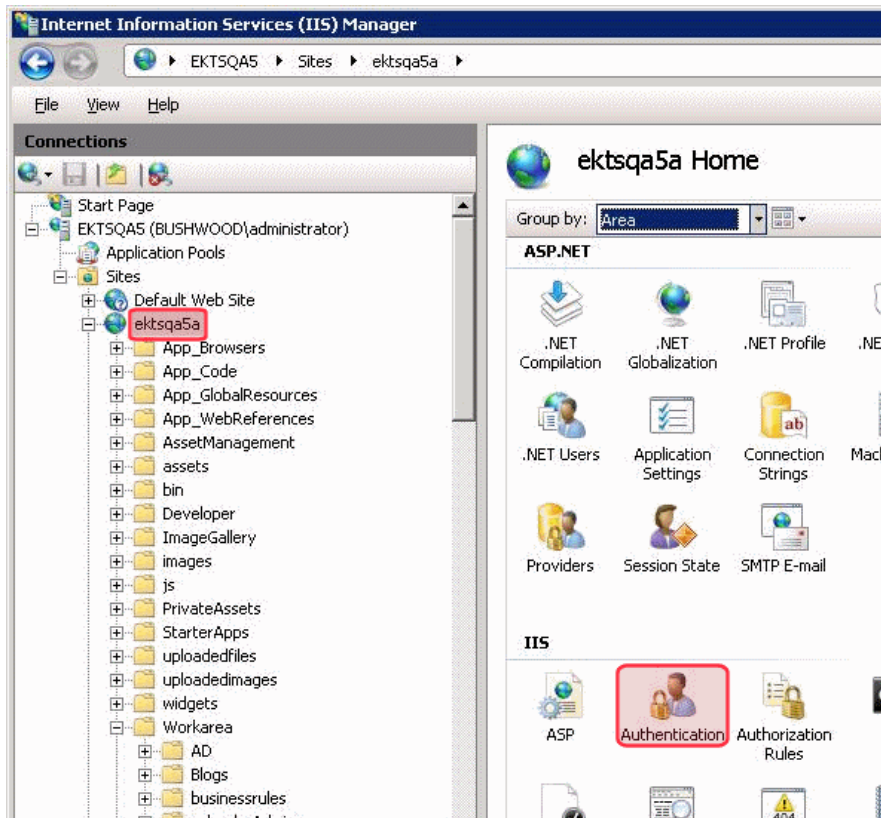 Internet Information Services (IIS) Manager
EKTSQA5 Sites ektsqa5a
File View Help
Connections
Start Page
EKTSQA5 (BUSHWOOD\administrator)
Application Pools
Sites
Default Web Site
ektsqa5a
App_Browsers
App_Code
App_GlobalResources
App_WebReferences
AssetManagement
assets
bin
Developer
ImageGallery
images
js
PrivateAssets
StarterApps
uploadedfiles
uploadedimages
widgets
Workarea
AD
Blogs
businessrules
ektsqa5a Home
Group by: Area
ASP.NET
.NET Compilation
.NET Globalization
.NET Profile
.NET Users
Application Settings
Connection Strings
ab
Providers
Session State
SMTP E-mail
IIS
ASP
Authentication
Authorization Rules
404